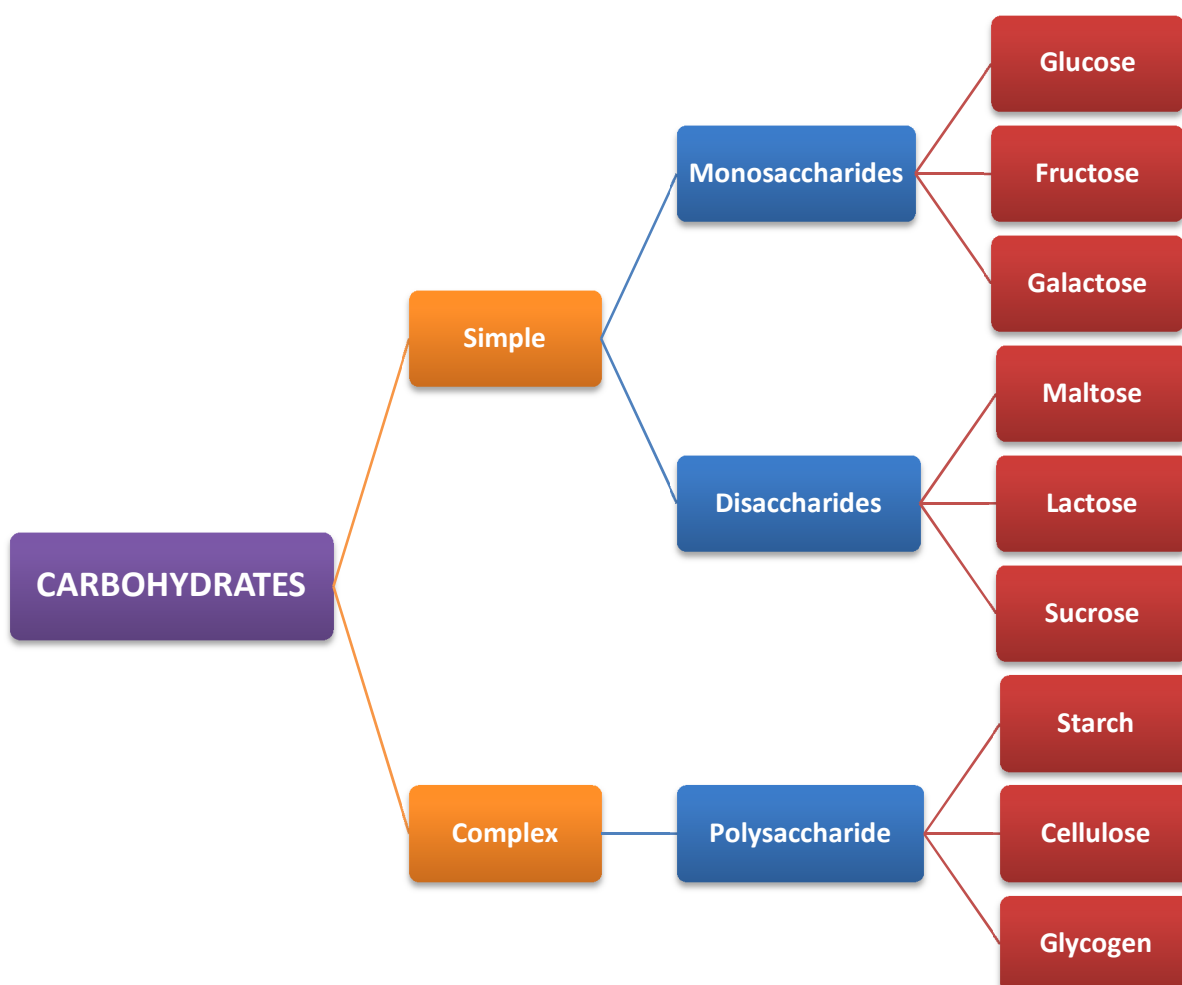 Glucose
Monosaccharides
Fructose
Galactose
Simple
Maltose
Disaccharides
Lactose
Sucrose
CARBOHYDRATES
Starch
Complex
Polysaccharide
Cellulose
Glycogen